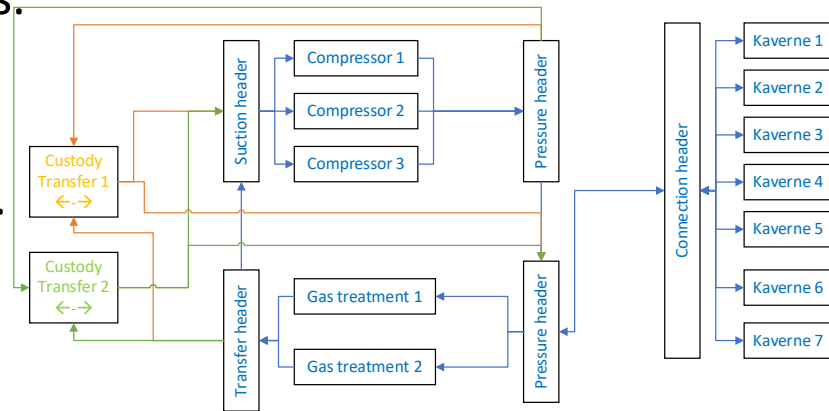 s.
Suction header
Compressor 1
Compressor 2
Compressor 3
Pressure header
Custody
Transfer 1
←-→
Custody
Transfer 2
←-→
Transfer header
Gas treatment 1
Gas treatment 2
Pressure header
Connection header
Kaverne 1
Kaverne 2
Kaverne 3
Kaverne 4
Kaverne 5
Kaverne 6
Kaverne 7
.